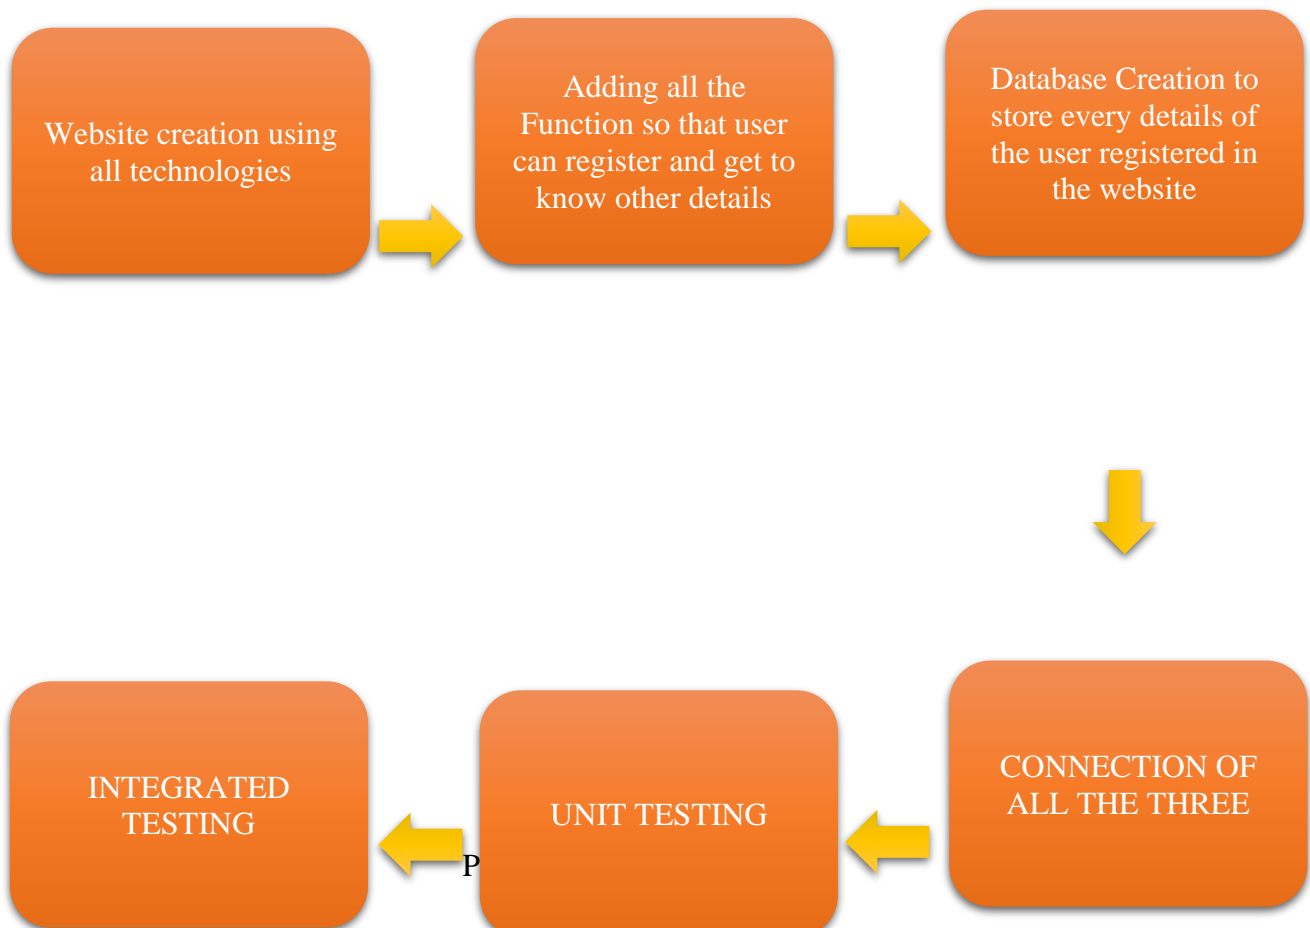 Website creation using
all technologies
Adding all the
Function so that user
can register and get to
know other details
Database Creation to
store every details of
the user registered in
the website
CONNECTION OF
ALL THE THREE
UNIT TESTING
INTEGRATED
TESTING
P